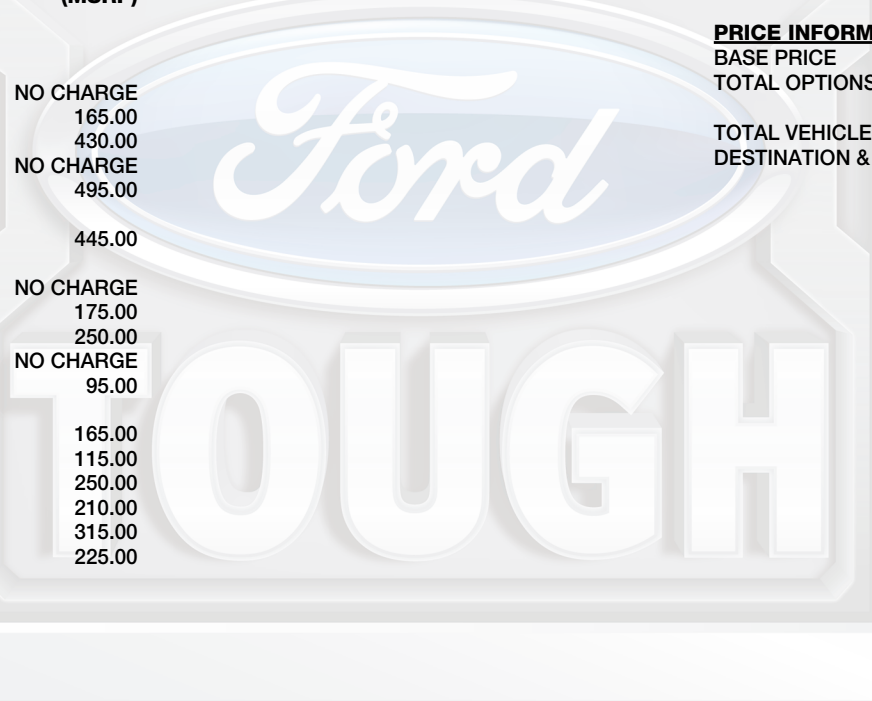 (MSRP)
NO CHARGE
165.00
430.00
NO CHARGE
495.00
445.00
NO CHARGE
175.00
250.00
NO CHARGE
95.00
165.00
115.00
250.00
210.00
315.00
225.00
PRICE INFORM
BASE PRICE
TOTAL OPTIONS
TOTAL VEHICLE
DESTINATION &
Ford
TOUGH